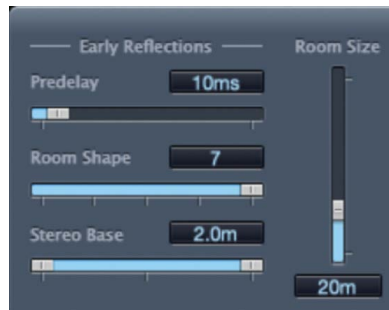 Early Reflections
Room Size
Predelay
10ms
Room Shape
7
Stereo Base
2.0m
20m